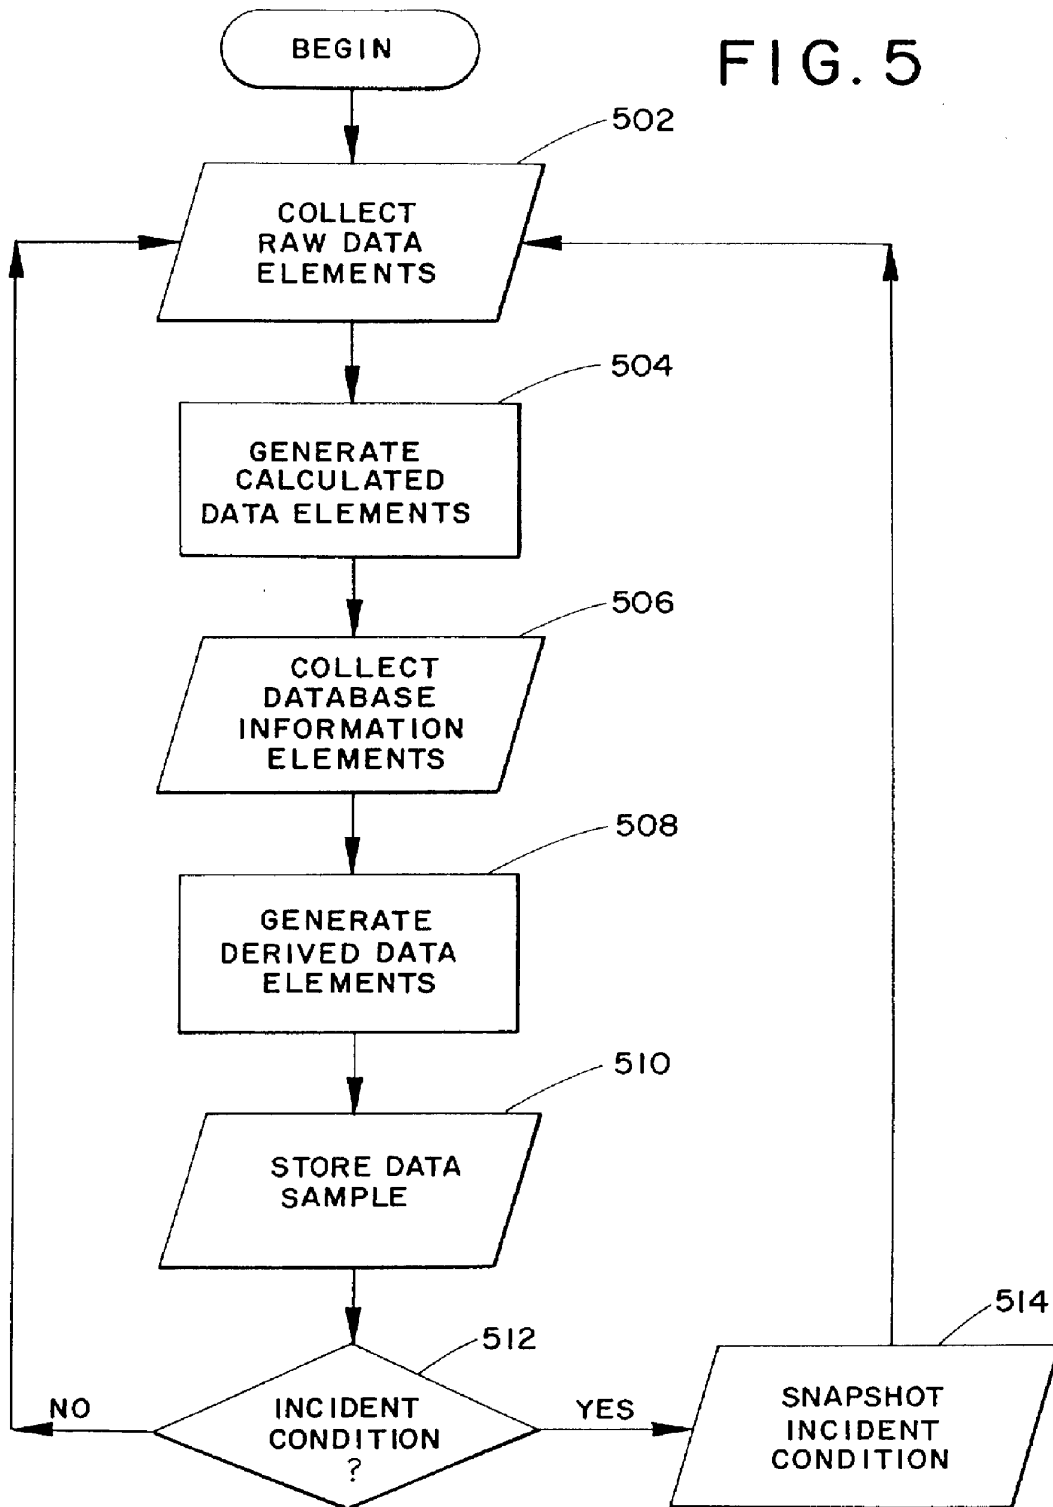 BEGIN
FIG. 5
502
COLLECT
RAW DATA
ELEMENTS
504
GENERATE
CALCULATED
DATA ELEMENTS
506
COLLECT
DATABASE
INFORMATION
ELEMENTS
508
GENERATE
DERIVED DATA
ELEMENTS
510
STORE DATA
SAMPLE
512
INCIDENT
CONDITION
?
NO
YES
514
SNAPSHOT
INCIDENT
CONDITION